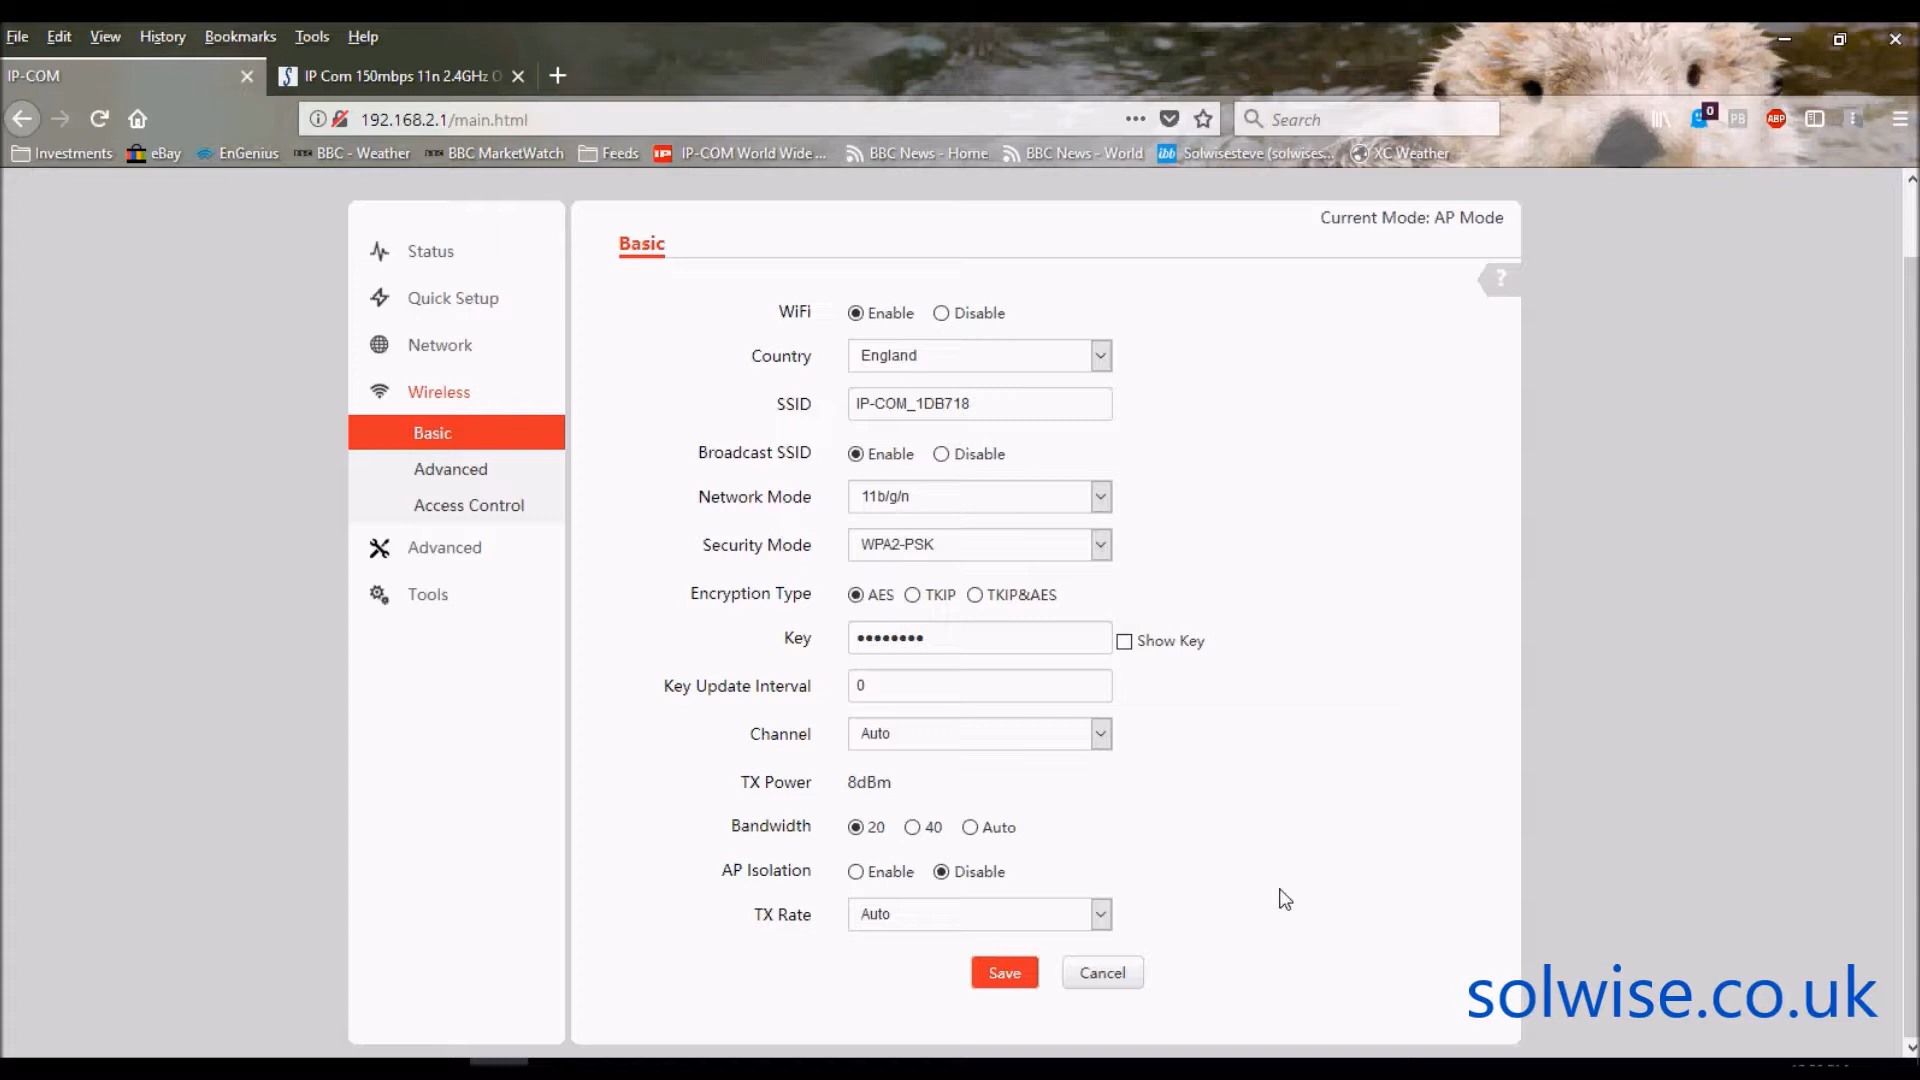 File Edit View History Bookmarks Tools Help
IP-COM
IP Com 150mbps 11n 2.4GHz O
192.168.2.1/main.html
Search
0
PB
ABP
Investments eBay EnGenius BBC - Weather BBC MarketWatch Feeds IP-COM World Wide ... BBC News - Home BBC News - World Solwisesteve (solwises... XC Weather
Current Mode: AP Mode
Status
Quick Setup
Network
Wireless
Basic
Advanced
Access Control
Advanced
Tools
Basic
?
WiFi Enable Disable
Country England
SSID IP-COM_1DB718
Broadcast SSID Enable Disable
Network Mode 11b/g/n
Security Mode WPA2-PSK
Encryption Type AES TKIP TKIP&AES
Key •••••••• Show Key
Key Update Interval 0
Channel Auto
TX Power 8dBm
Bandwidth 20 40 Auto
AP Isolation Enable Disable
TX Rate Auto
Save Cancel
solwise.co.uk